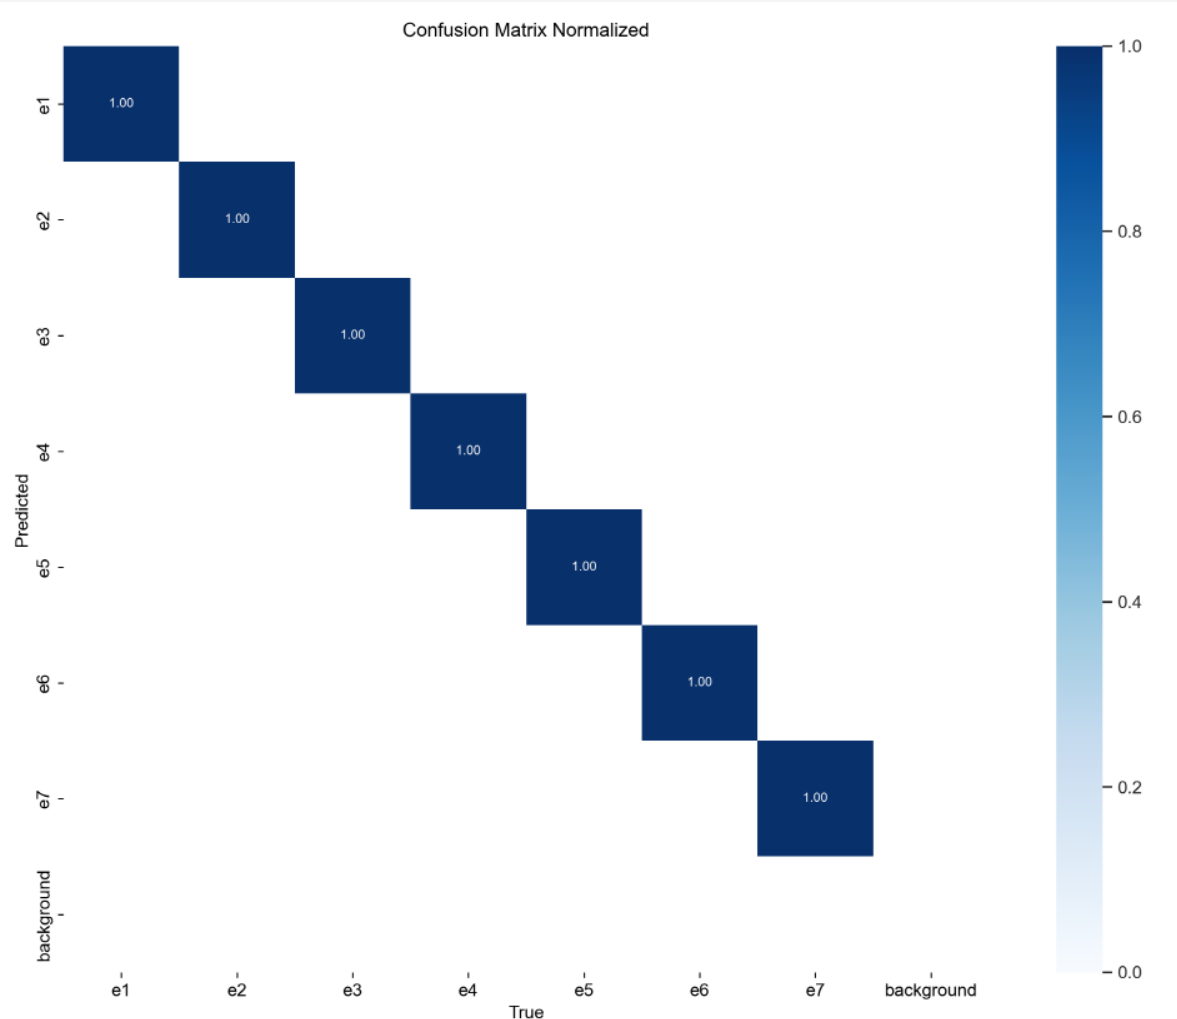 Confusion Matrix Normalized
e1
1.00
e2
1.00
e3
1.00
e4
1.00
e5
1.00
e6
1.00
e7
1.00
background
Predicted
e1 e2 e3 e4 e5 e6 e7 background
True
1.0
0.8
0.6
0.4
0.2
0.0